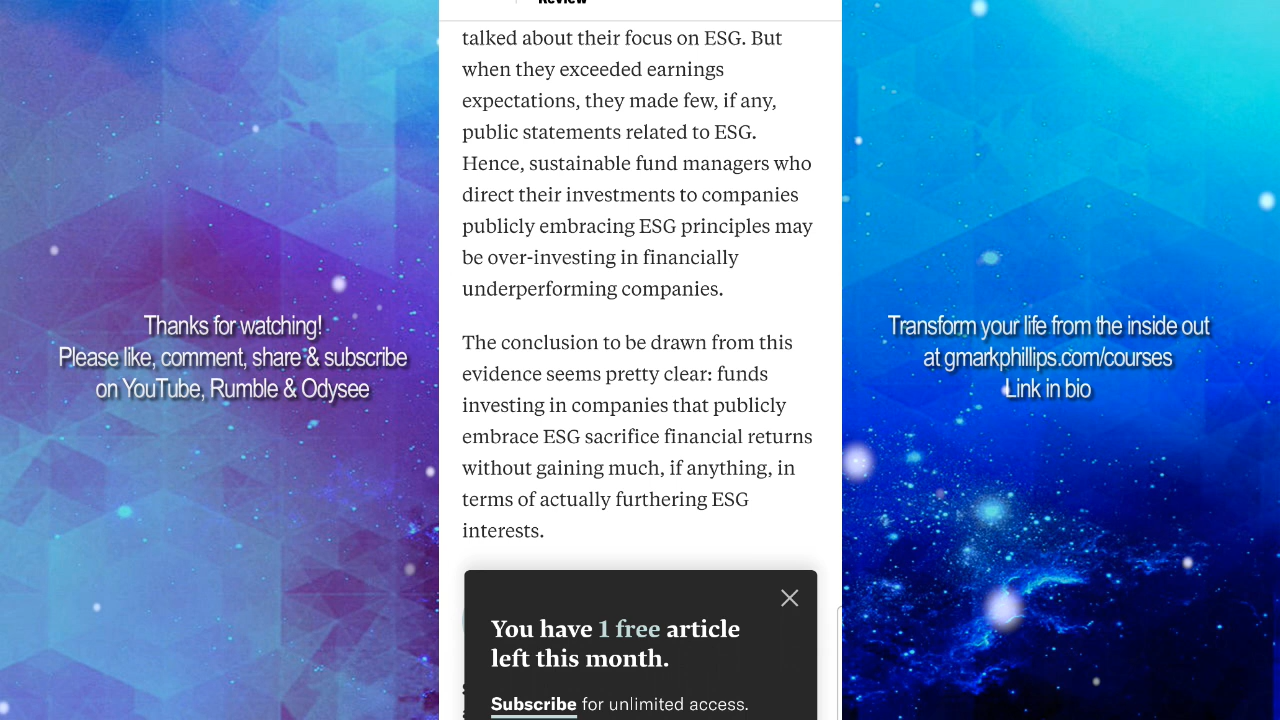 Review
talked about their focus on ESG. But
when they exceeded earnings
expectations, they made few, if any,
public statements related to ESG.
Hence, sustainable fund managers who
direct their investments to companies
publicly embracing ESG principles may
be over-investing in financially
underperforming companies.
The conclusion to be drawn from this
evidence seems pretty clear: funds
investing in companies that publicly
embrace ESG sacrifice financial returns
without gaining much, if anything, in
terms of actually furthering ESG
interests.
You have 1 free article
left this month.
Subscribe for unlimited access.
Thanks for watching!
Please like, comment, share & subscribe
on YouTube, Rumble & Odysee
Transform your life from the inside out
at gmarkphillips.com/courses
Link in bio